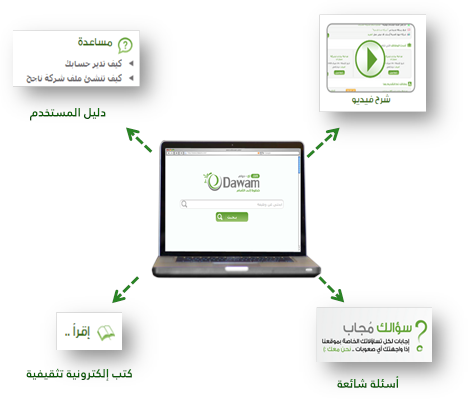 مساعدة
كيف تدير حسابك
كيف تنشئ ملف شركة ناجح
دليل المستخدم
شرح فيديو
Dawam
إقرأ ..
كتب إلكترونية تثقيفية
سؤالك مُجاب
إجابات لكل تساؤلاتك الخاصة بموقعنا
إذا واجهتك أي صعوبات .. نحن معك :)
أسئلة شائعة